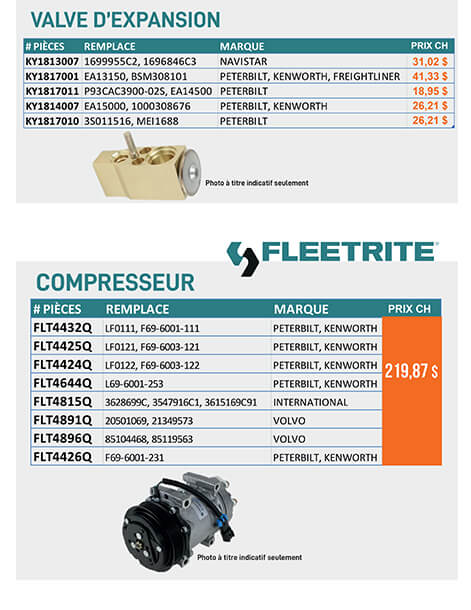 VALVE D'EXPANSION
# PIÈCES REMPLACE MARQUE PRIX CH
KY1813007 1699955C2, 1696846C3 NAVISTAR 31,02 $
KY1817001 EA13150, BSM308101 PETERBILT, KENWORTH, FREIGHTLINER 41,33 $
KY1817011 P93CAC3900-02S, EA14500 PETERBILT 18,95 $
KY1814007 EA15000, 1000308676 PETERBILT, KENWORTH 26,21 $
KY1817010 3S011516, MEI1688 PETERBILT 26,21 $
Photo à titre indicatif seulement
FLEETRITE
COMPRESSEUR
# PIÈCES REMPLACE MARQUE PRIX CH
FLT4432Q LF0111, F69-6001-111 PETERBILT, KENWORTH
FLT4425Q LF0121, F69-6003-121 PETERBILT, KENWORTH
FLT4424Q LF0122, F69-6003-122 PETERBILT, KENWORTH
219,87 $
FLT4644Q L69-6001-253 PETERBILT, KENWORTH
FLT4815Q 3628699C, 3547916C1, 3615169C91 INTERNATIONAL
FLT4891Q 20501069, 21349573 VOLVO
FLT4896Q 85104468, 85119563 VOLVO
FLT4426Q F69-6001-231 PETERBILT, KENWORTH
Photo à titre indicatif seulement